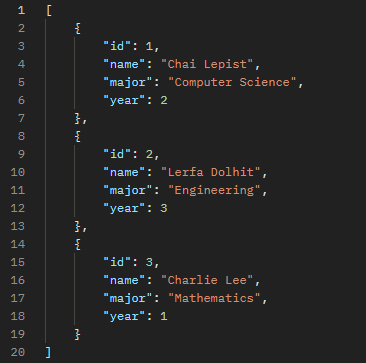 1 [
2     {
3         "id": 1,
4         "name": "Chai Lepist",
5         "major": "Computer Science",
6         "year": 2
7     },
8     {
9         "id": 2,
10         "name": "Lerfa Dolhit",
11         "major": "Engineering",
12         "year": 3
13     },
14     {
15         "id": 3,
16         "name": "Charlie Lee",
17         "major": "Mathematics",
18         "year": 1
19     }
20 ]